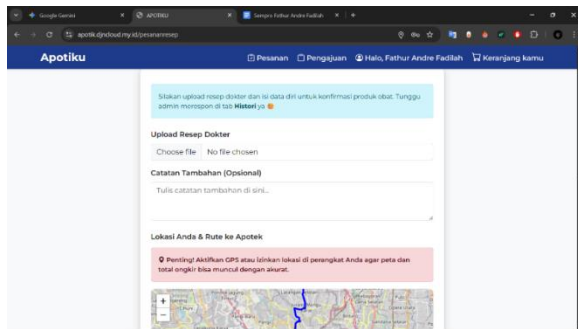 Google Gemini
APOTIKU
Sempro Fathur Andre Fadilah
apotik.djncloud.my.id/pesananresep
Apotiku
Pesanan
Pengajuan
Halo, Fathur Andre Fadilah
Keranjang kamu
Silakan upload resep dokter dan isi data diri untuk konfirmasi produk obat. Tunggu
admin merespon di tab Histori ya
Upload Resep Dokter
Choose file No file chosen
Catatan Tambahan (Opsional)
Tulis catatan tambahan di sini...
Lokasi Anda & Rute ke Apotek
Penting! Aktifkan GPS atau izinkan lokasi di perangkat Anda agar peta dan
total ongkir bisa muncul dengan akurat.
+
−